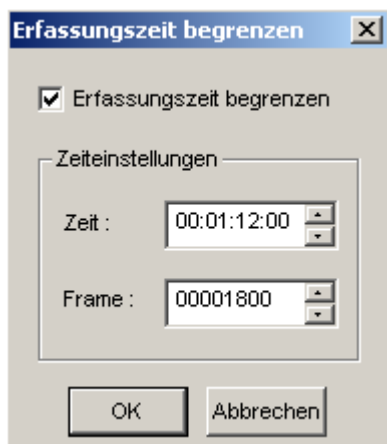 Erfassungszeit begrenzen
Erfassungszeit begrenzen
Zeiteinstellungen
Zeit : 00:01:12:00
Frame : 00001800
OK Abbrechen